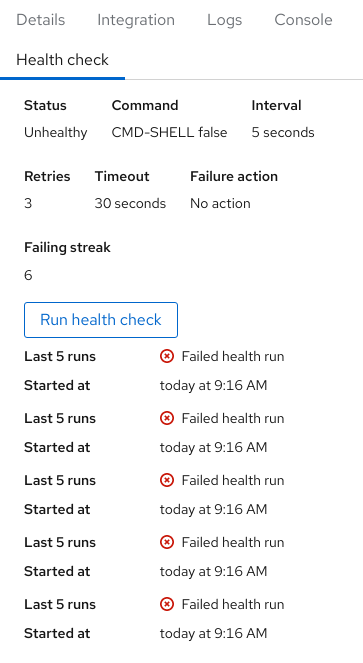 Details Integration Logs Console
Health check
Status Command Interval
Unhealthy CMD-SHELL false 5 seconds
Retries Timeout Failure action
3 30 seconds No action
Failing streak
6
Run health check
Last 5 runs Failed health run
Started at today at 9:16 AM
Last 5 runs Failed health run
Started at today at 9:16 AM
Last 5 runs Failed health run
Started at today at 9:16 AM
Last 5 runs Failed health run
Started at today at 9:16 AM
Last 5 runs Failed health run
Started at today at 9:16 AM